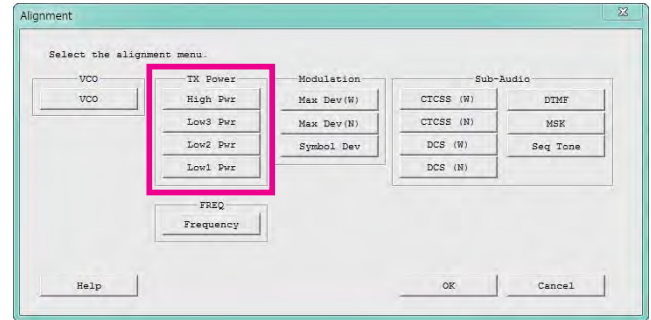 Alignment
Select the alignment menu.
VCO
VCO
TX Power
High Pwr
Low3 Pwr
Low2 Pwr
Low1 Pwr
FREQ
Frequency
Modulation
Max Dev(W)
Max Dev(N)
Symbol Dev
Sub-Audio
CTCSS (W)
DTMF
CTCSS (N)
MSK
DCS (W)
Seq Tone
DCS (N)
Help
OK
Cancel